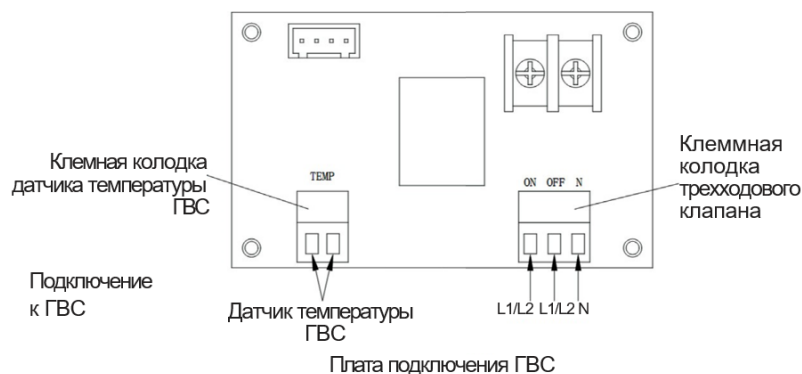 Клемная колодка
датчика температуры
ГВС
TEMP
ON OFF N
Клеммная
колодка
трехходового
клапана
Подключение
к ГВС
Датчик температуры
ГВС
L1/L2 L1/L2 N
Плата подключения ГВС